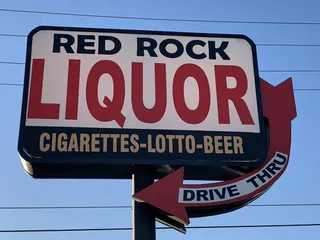 RED ROCK
LIQUOR
CIGARETTES-LOTTO-BEER
DRIVE THRU